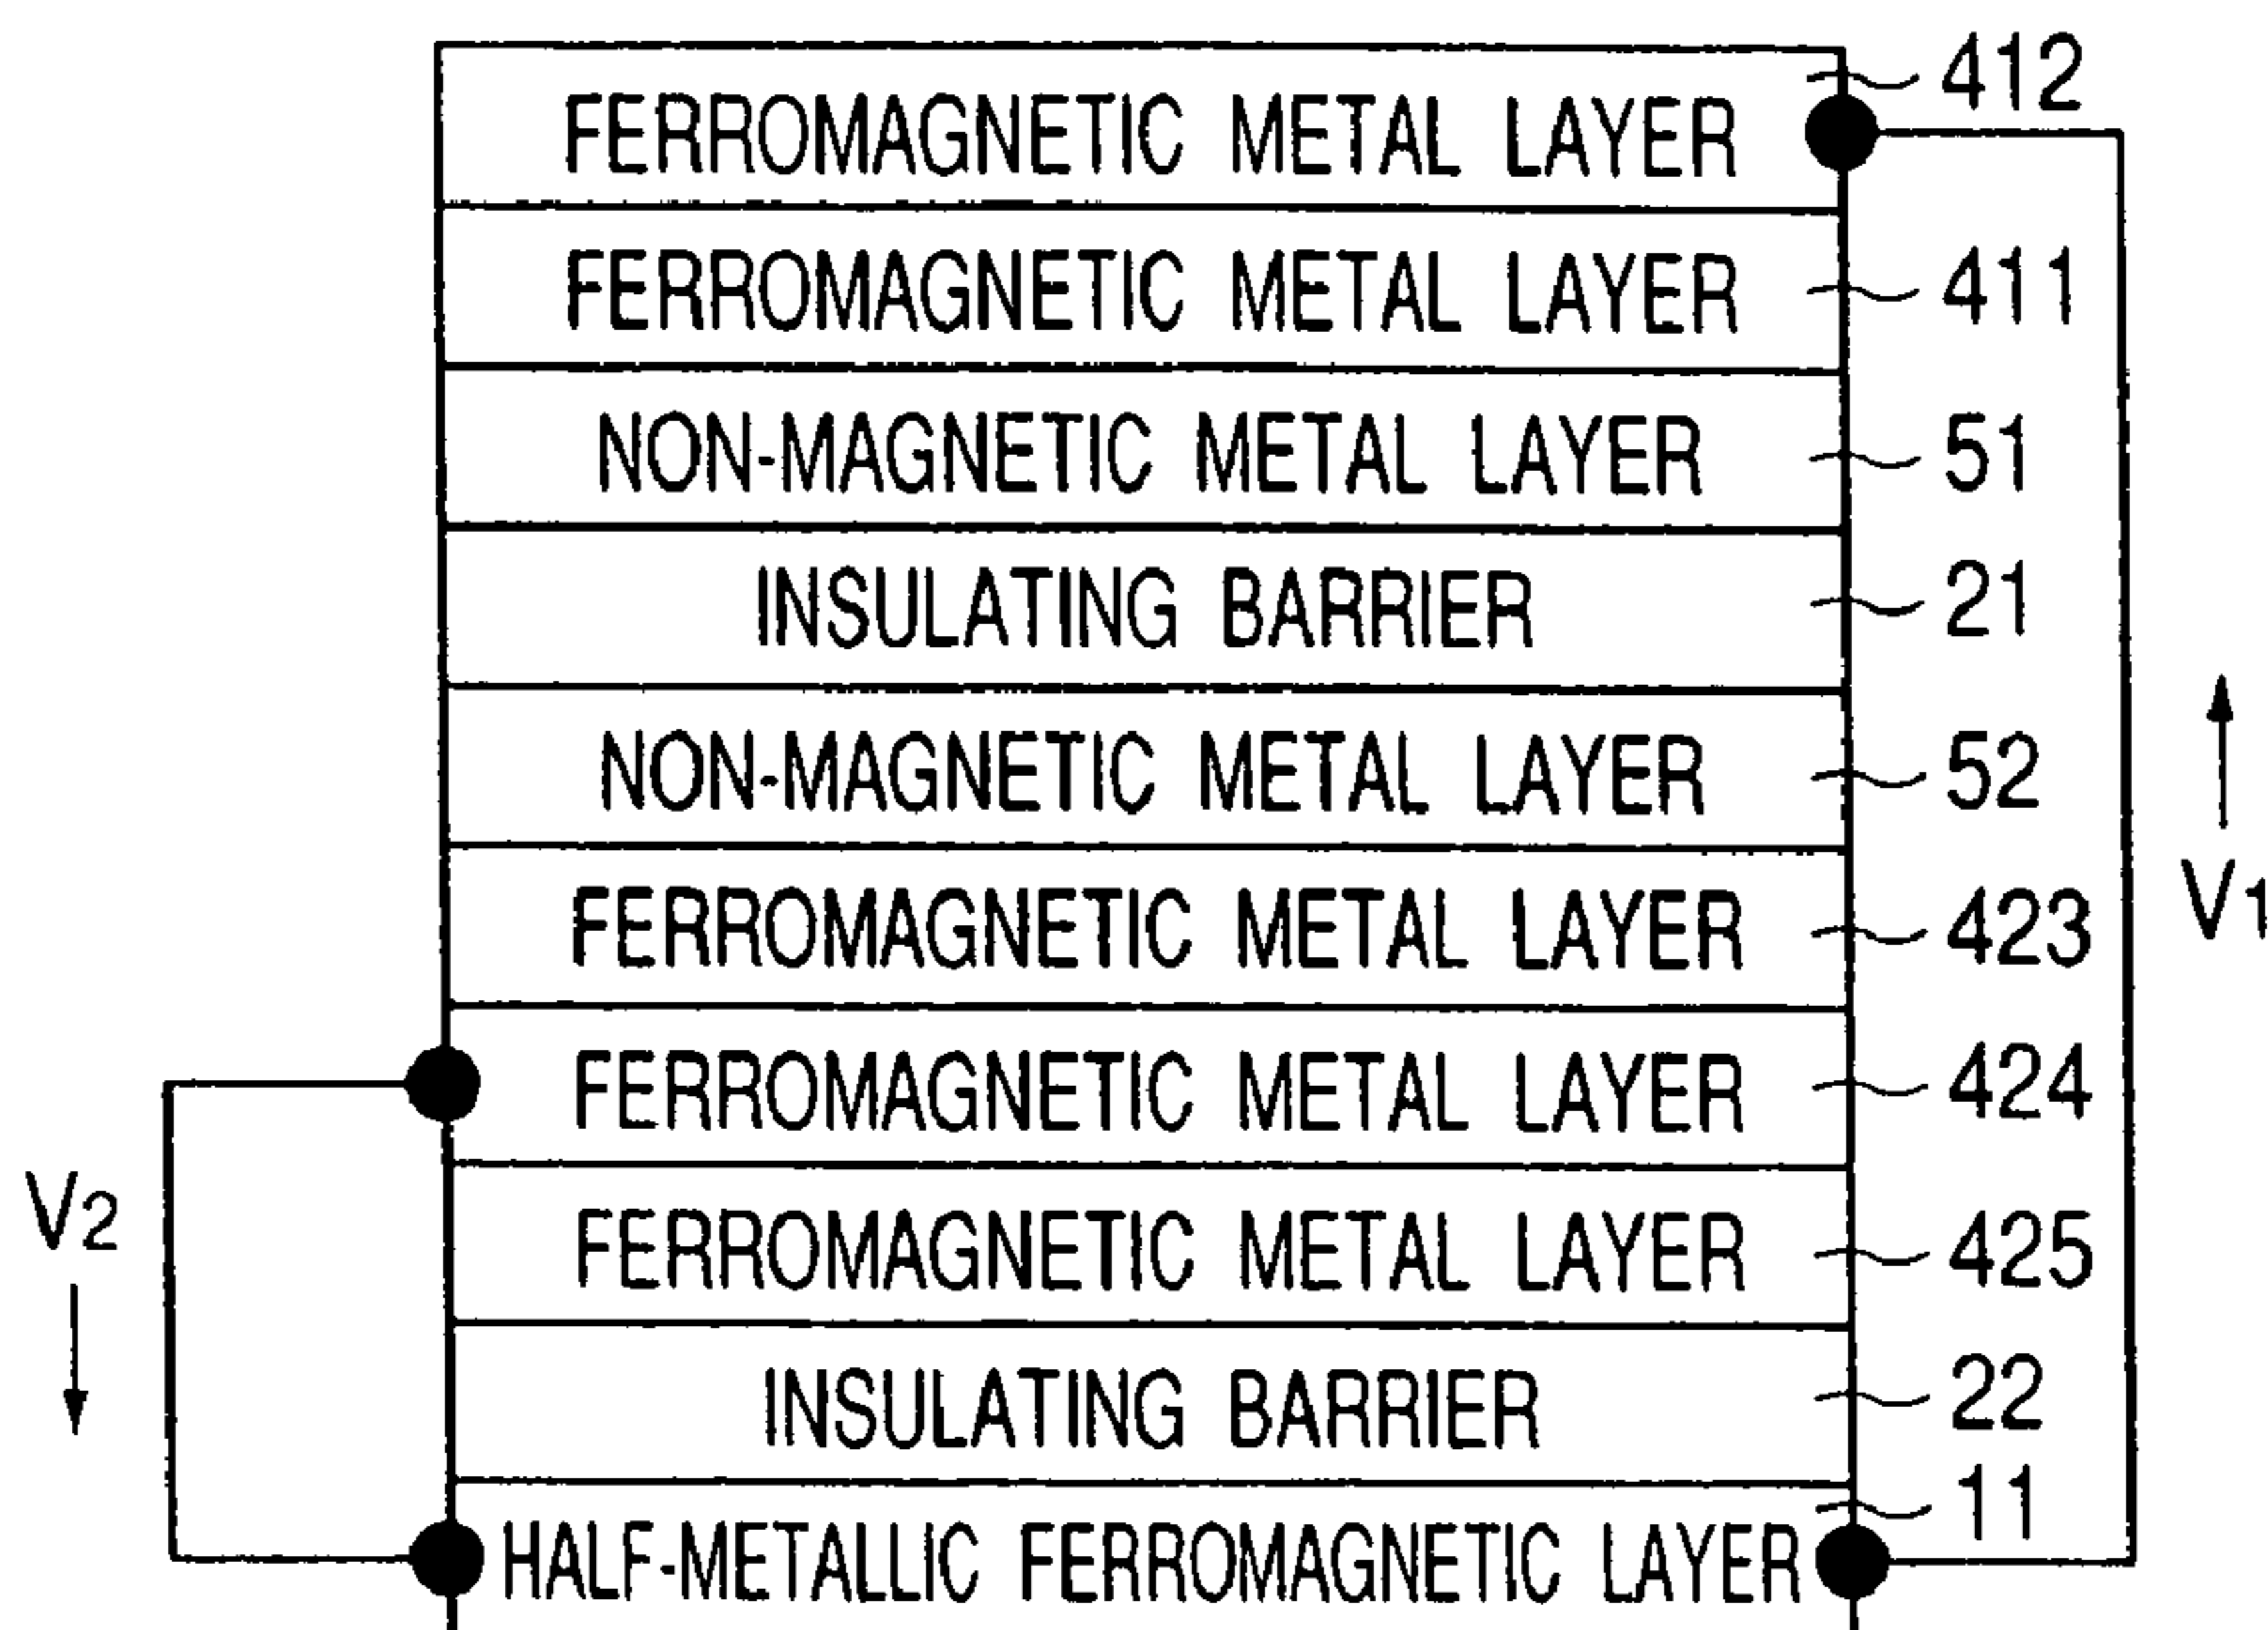 FERROMAGNETIC METAL LAYER 412
FERROMAGNETIC METAL LAYER 411
NON-MAGNETIC METAL LAYER 51
INSULATING BARRIER 21
NON-MAGNETIC METAL LAYER 52
FERROMAGNETIC METAL LAYER 423
V1
FERROMAGNETIC METAL LAYER 424
FERROMAGNETIC METAL LAYER 425
V2
INSULATING BARRIER 22
HALF-METALLIC FERROMAGNETIC LAYER 11